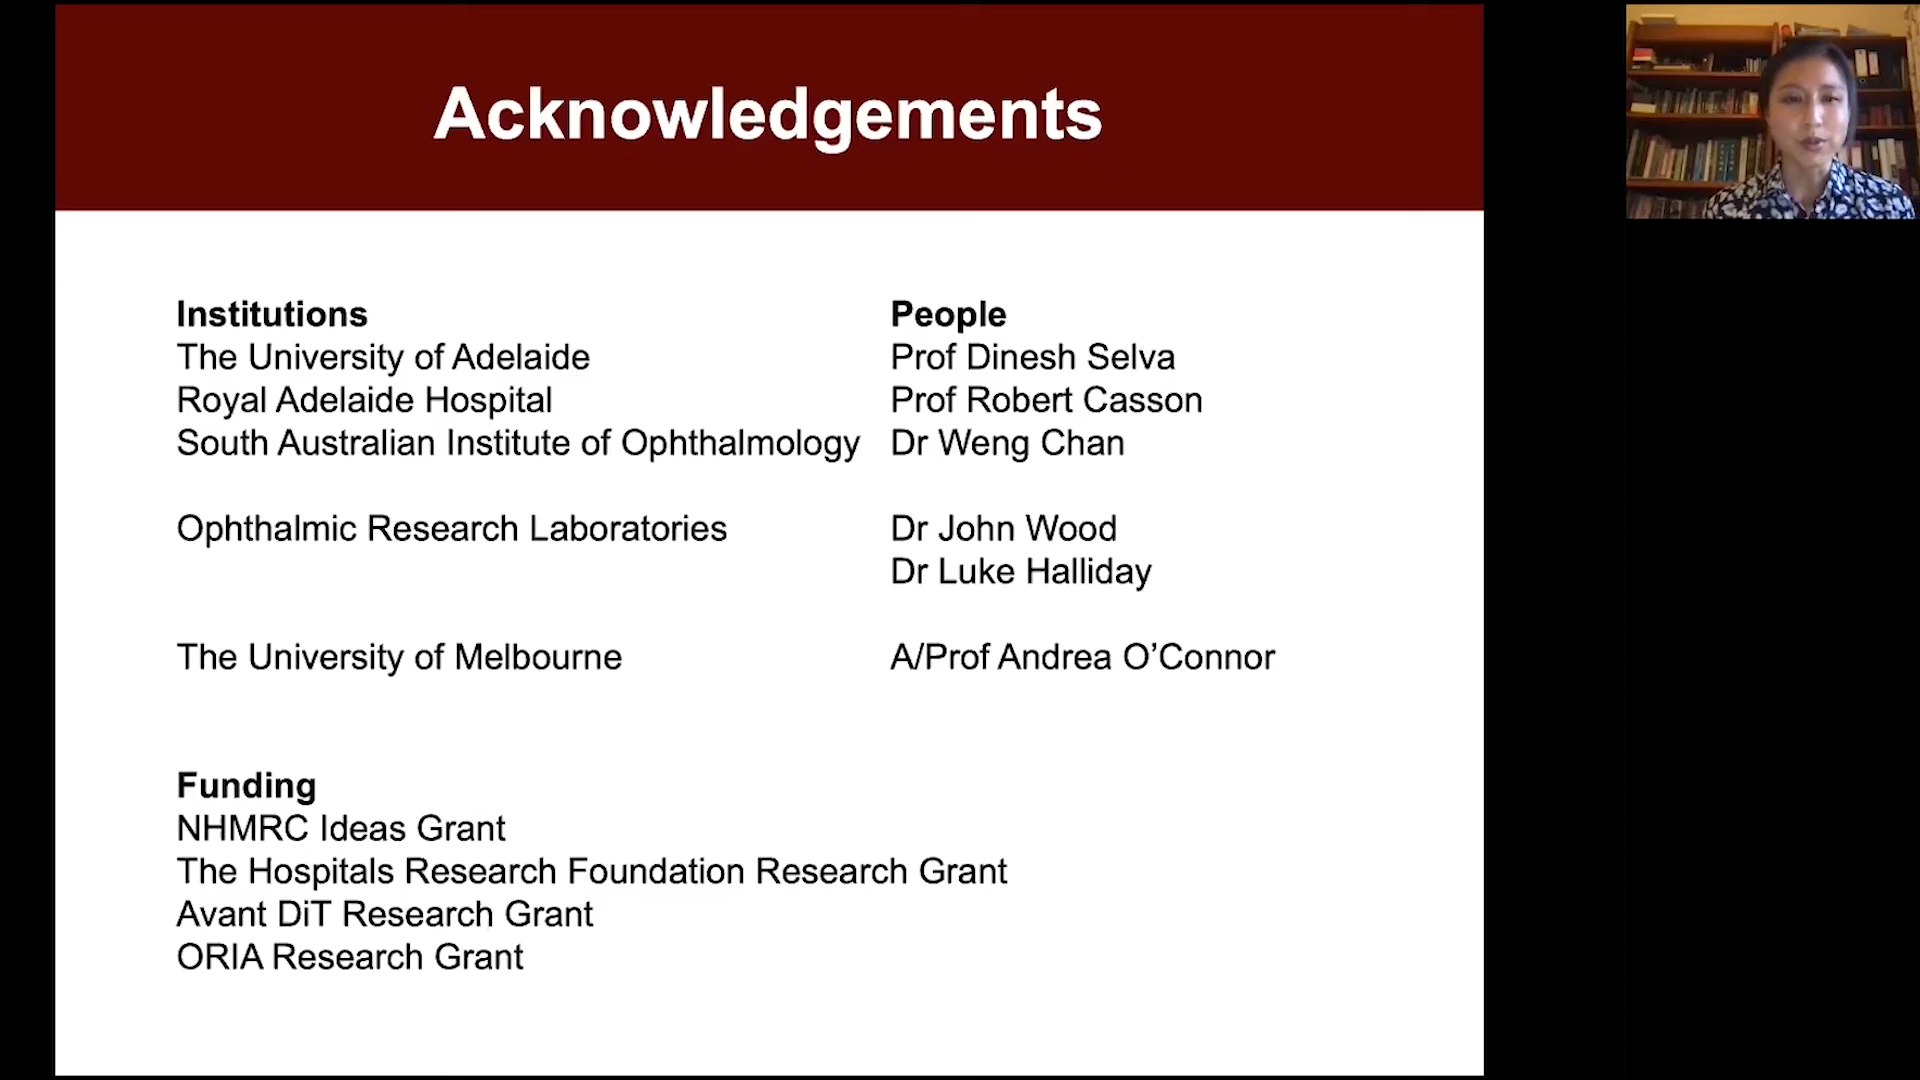 Acknowledgements
Institutions
The University of Adelaide
Royal Adelaide Hospital
South Australian Institute of Ophthalmology
Ophthalmic Research Laboratories
The University of Melbourne
People
Prof Dinesh Selva
Prof Robert Casson
Dr Weng Chan
Dr John Wood
Dr Luke Halliday
A/Prof Andrea O’Connor
Funding
NHMRC Ideas Grant
The Hospitals Research Foundation Research Grant
Avant DiT Research Grant
ORIA Research Grant